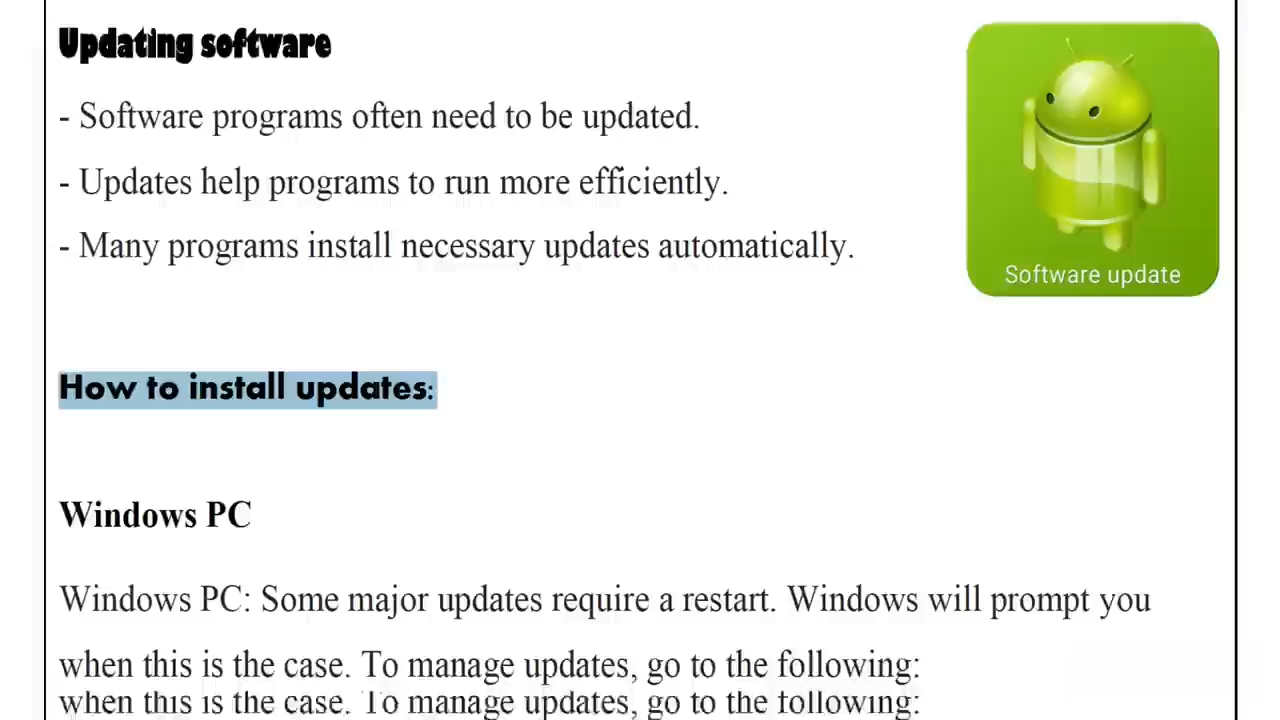 Updating software
- Software programs often need to be updated.
- Updates help programs to run more efficiently.
- Many programs install necessary updates automatically.
Software update
How to install updates:
Windows PC
Windows PC: Some major updates require a restart. Windows will prompt you
when this is the case. To manage updates, go to the following:
when this is the case. To manage updates, go to the following: